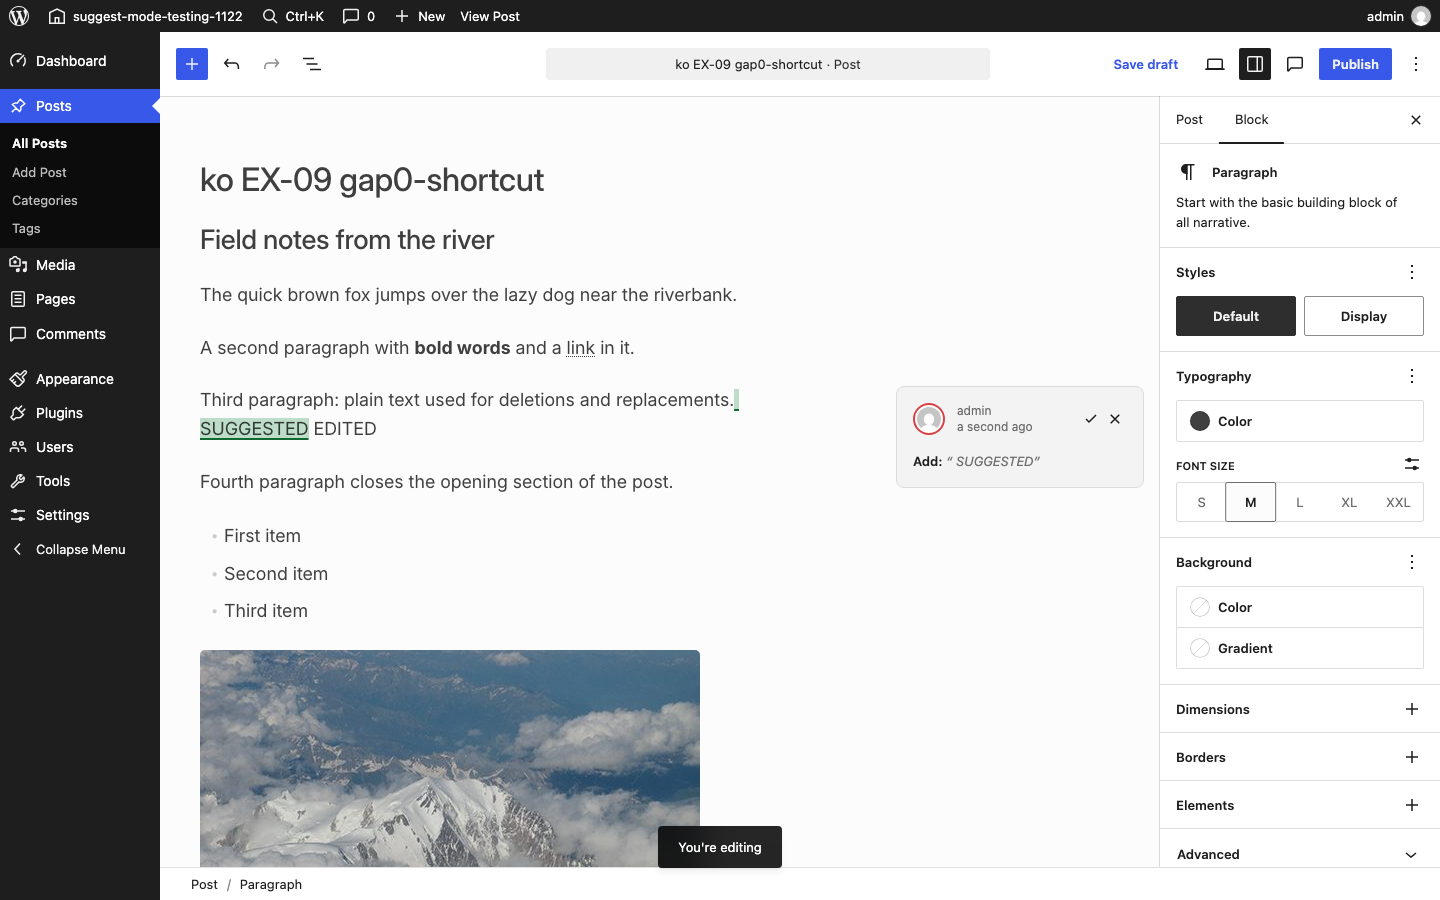 suggest-mode-testing-1122
Ctrl+K
0
New
View Post
admin
Dashboard
Posts
All Posts
Add Post
Categories
Tags
Media
Pages
Comments
Appearance
Plugins
Users
Tools
Settings
Collapse Menu
ko EX-09 gap0-shortcut · Post
Save draft
Publish
ko EX-09 gap0-shortcut
Field notes from the river
The quick brown fox jumps over the lazy dog near the riverbank.
A second paragraph with bold words and a link in it.
Third paragraph: plain text used for deletions and replacements.
SUGGESTED EDITED
Fourth paragraph closes the opening section of the post.
First item
Second item
Third item
admin
a second ago
Add: “ SUGGESTED”
You're editing
Post / Paragraph
Post
Block
Paragraph
Start with the basic building block of
all narrative.
Styles
Default
Display
Typography
Color
FONT SIZE
S
M
L
XL
XXL
Background
Color
Gradient
Dimensions
Borders
Elements
Advanced